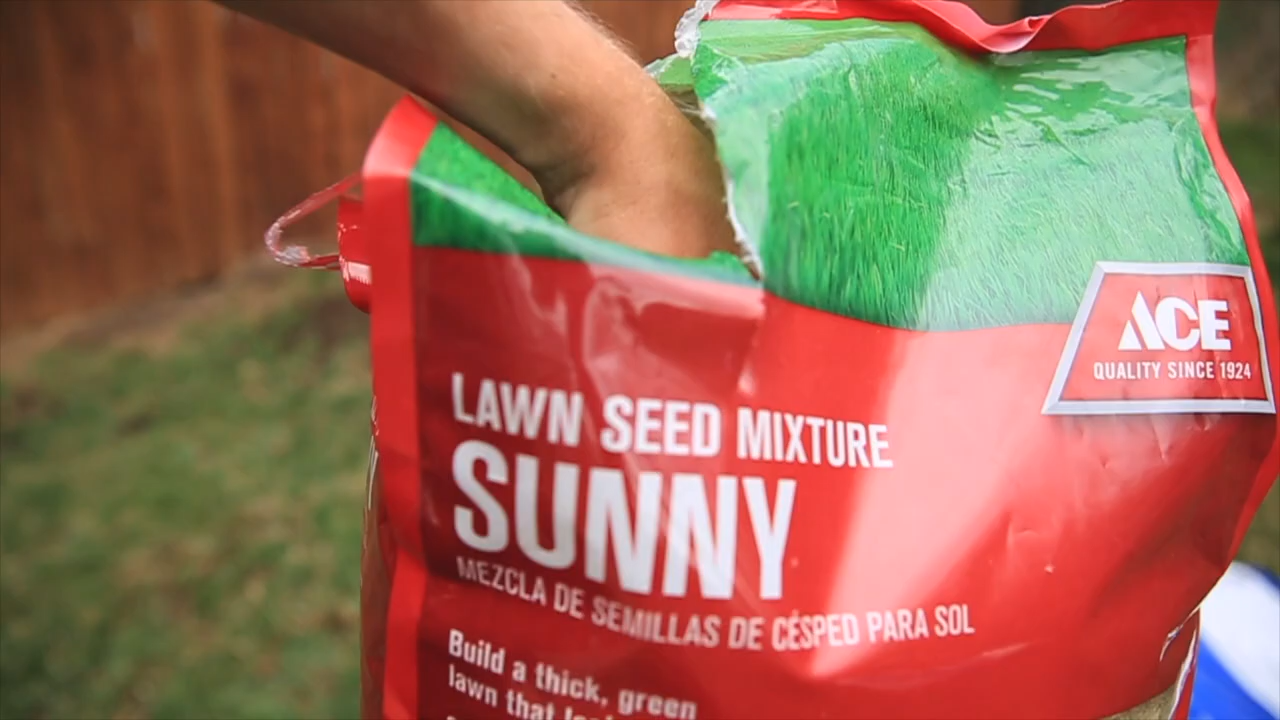 ACE
QUALITY SINCE 1924
LAWN SEED MIXTURE
SUNNY
MEZCLA DE SEMILLAS DE CÉSPED PARA SOL
Build a thick, green
lawn that